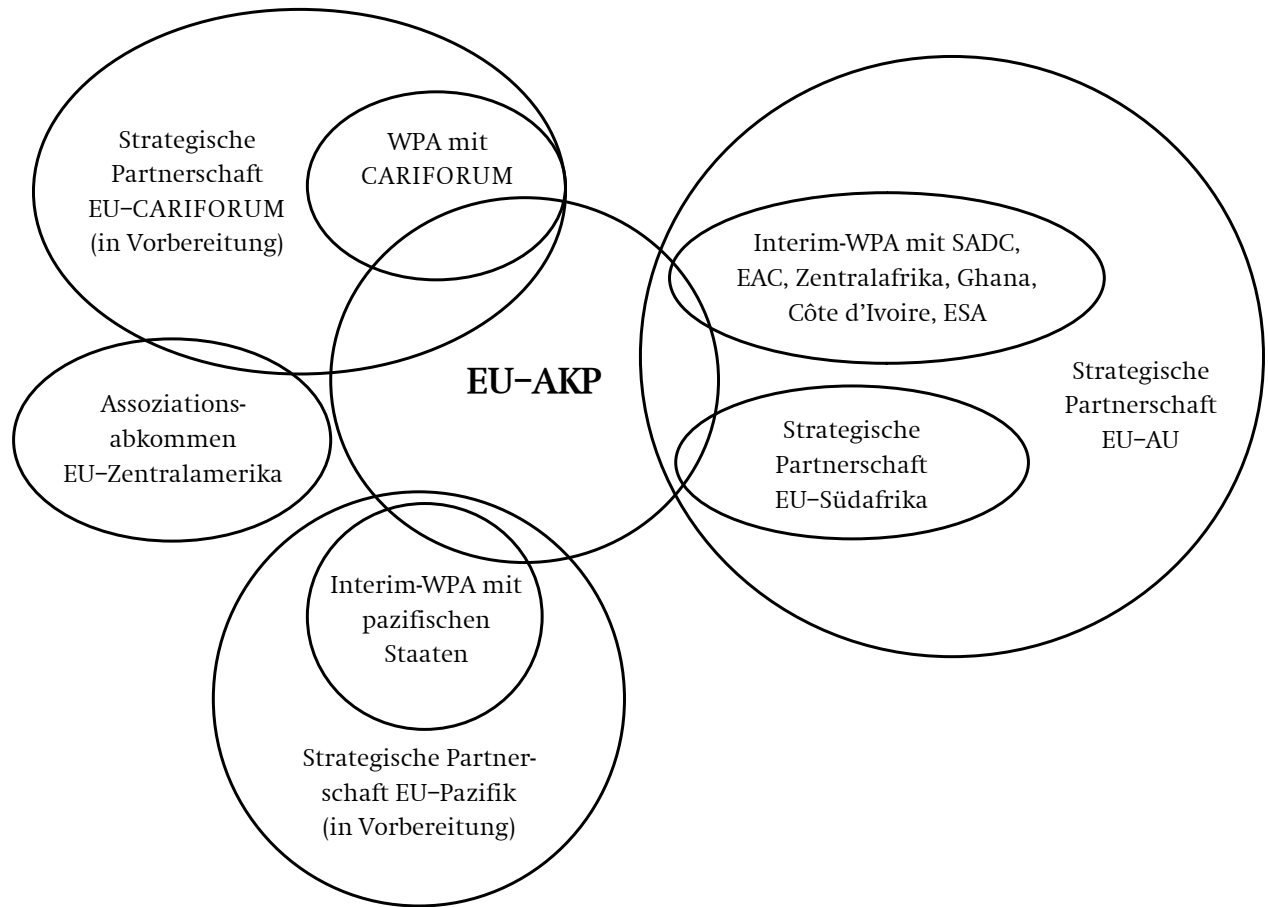 Strategische
Partnerschaft
EU–CARIFORUM
(in Vorbereitung)
WPA mit
CARIFORUM
Interim-WPA mit SADC,
EAC, Zentralafrika, Ghana,
Côte d’Ivoire, ESA
EU–AKP
Strategische
Partnerschaft
EU–AU
Assoziations-
abkommen
EU–Zentralamerika
Strategische
Partnerschaft
EU–Südafrika
Interim-WPA mit
pazifischen
Staaten
Strategische Partner-
schaft EU–Pazifik
(in Vorbereitung)